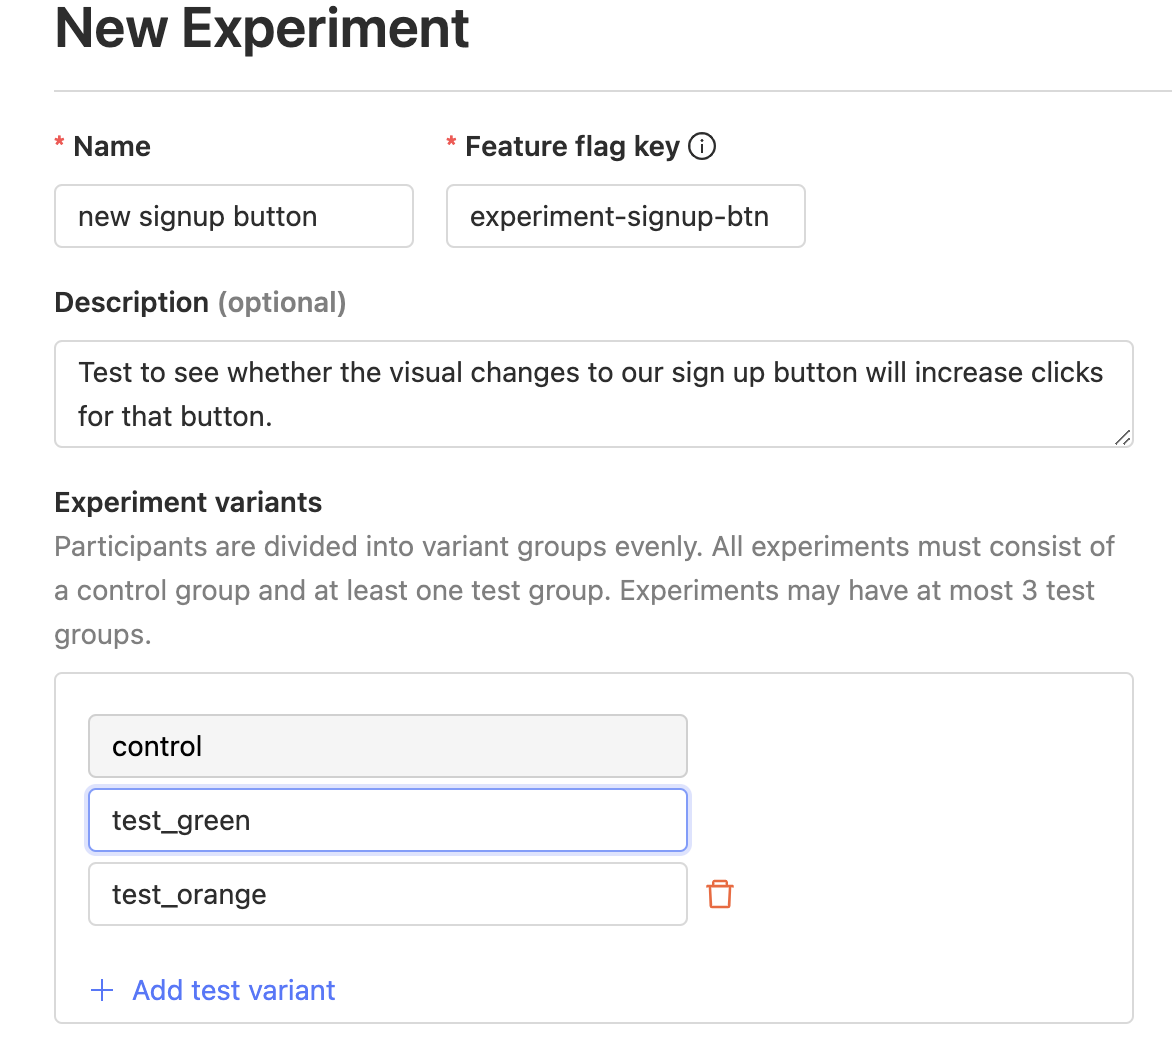 New Experiment
* Name
* Feature flag key
new signup button
experiment-signup-btn
Description (optional)
Test to see whether the visual changes to our sign up button will increase clicks
for that button.
Experiment variants
Participants are divided into variant groups evenly. All experiments must consist of
a control group and at least one test group. Experiments may have at most 3 test
groups.
control
test_green
test_orange
+ Add test variant